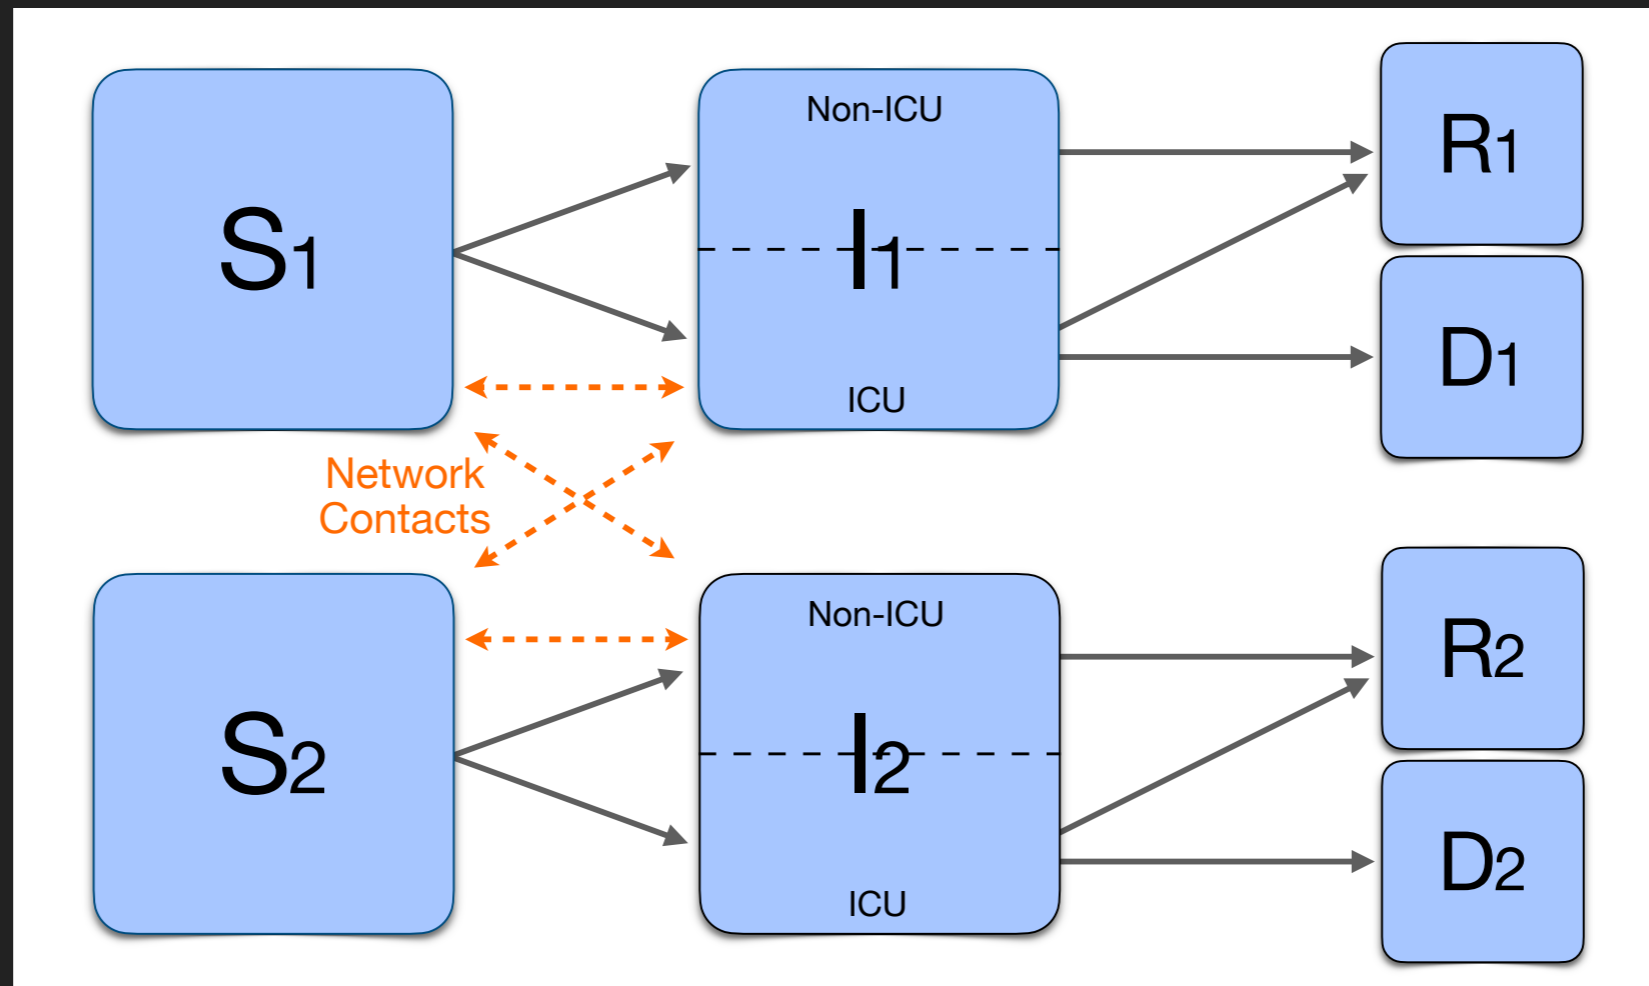 S1
Non-ICU
I1
ICU
R1
D1
Network
Contacts
S2
Non-ICU
I2
ICU
R2
D2